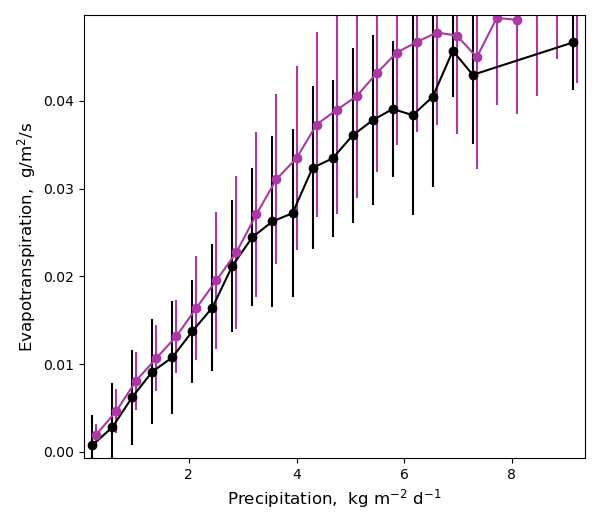 0.04
0.03
0.02
0.01
0.00
Evapotranspiration, g/m²/s
2 4 6 8
Precipitation, kg m⁻² d⁻¹